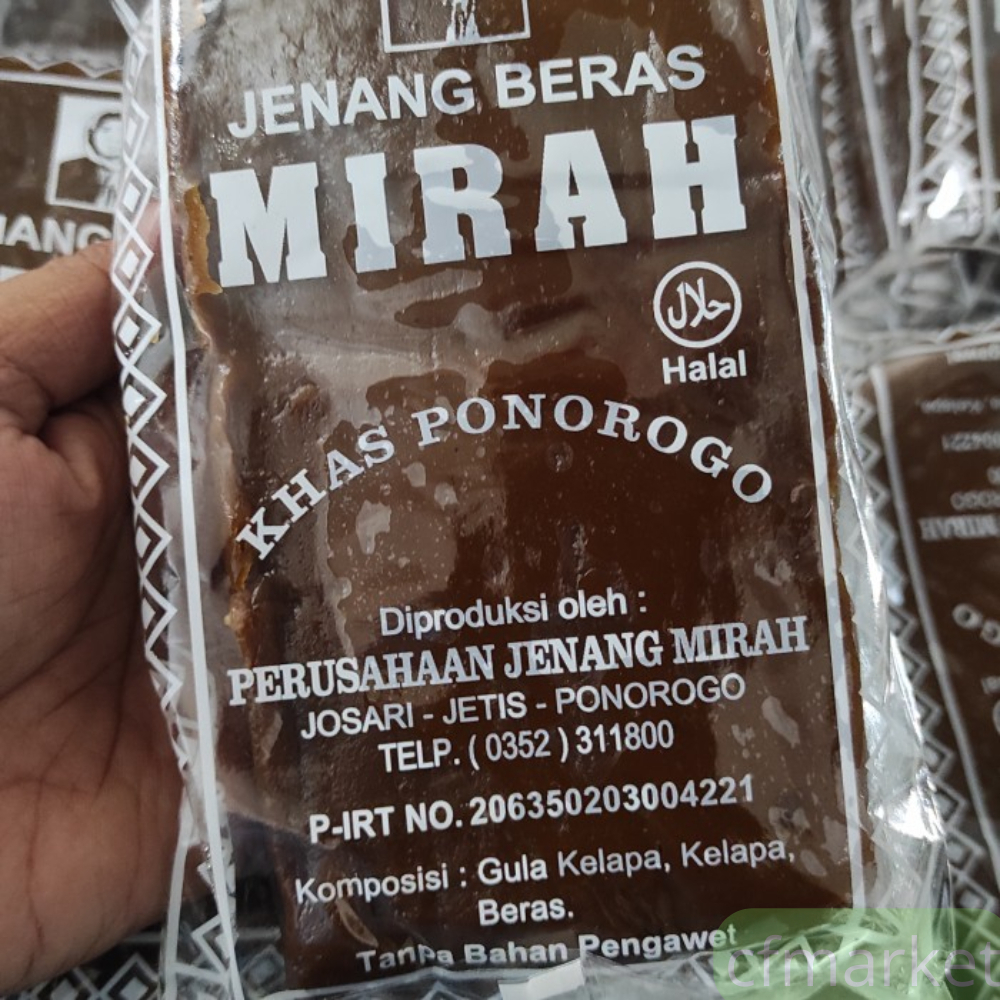 JENANG BERAS
MIRAH
حلال
Halal
KHAS PONOROGO
Diproduksi oleh :
PERUSAHAAN JENANG MIRAH
JOSARI - JETIS - PONOROGO
TELP. ( 0352 ) 311800
P-IRT NO. 206350203004221
Komposisi : Gula Kelapa, Kelapa,
Beras.
Tanpa Bahan Pengawet
cfmarket
MIRAH